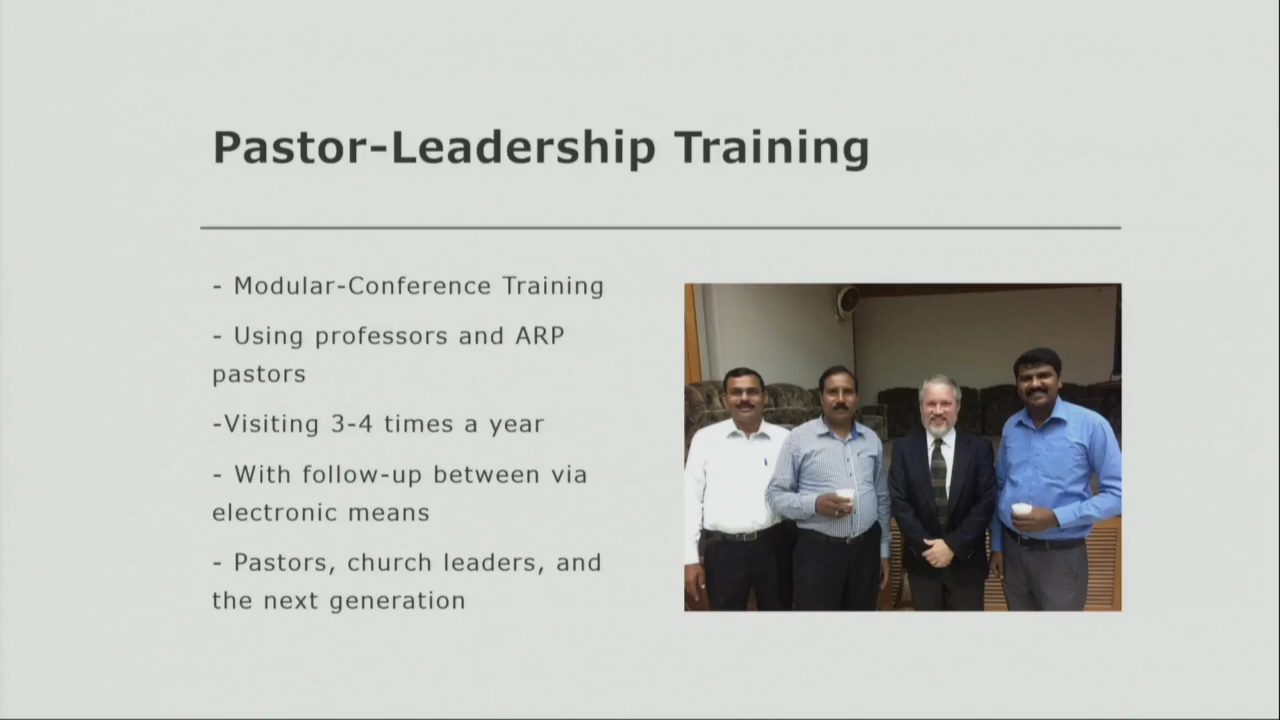 Pastor-Leadership Training
- Modular-Conference Training
- Using professors and ARP
pastors
-Visiting 3-4 times a year
- With follow-up between via
electronic means
- Pastors, church leaders, and
the next generation